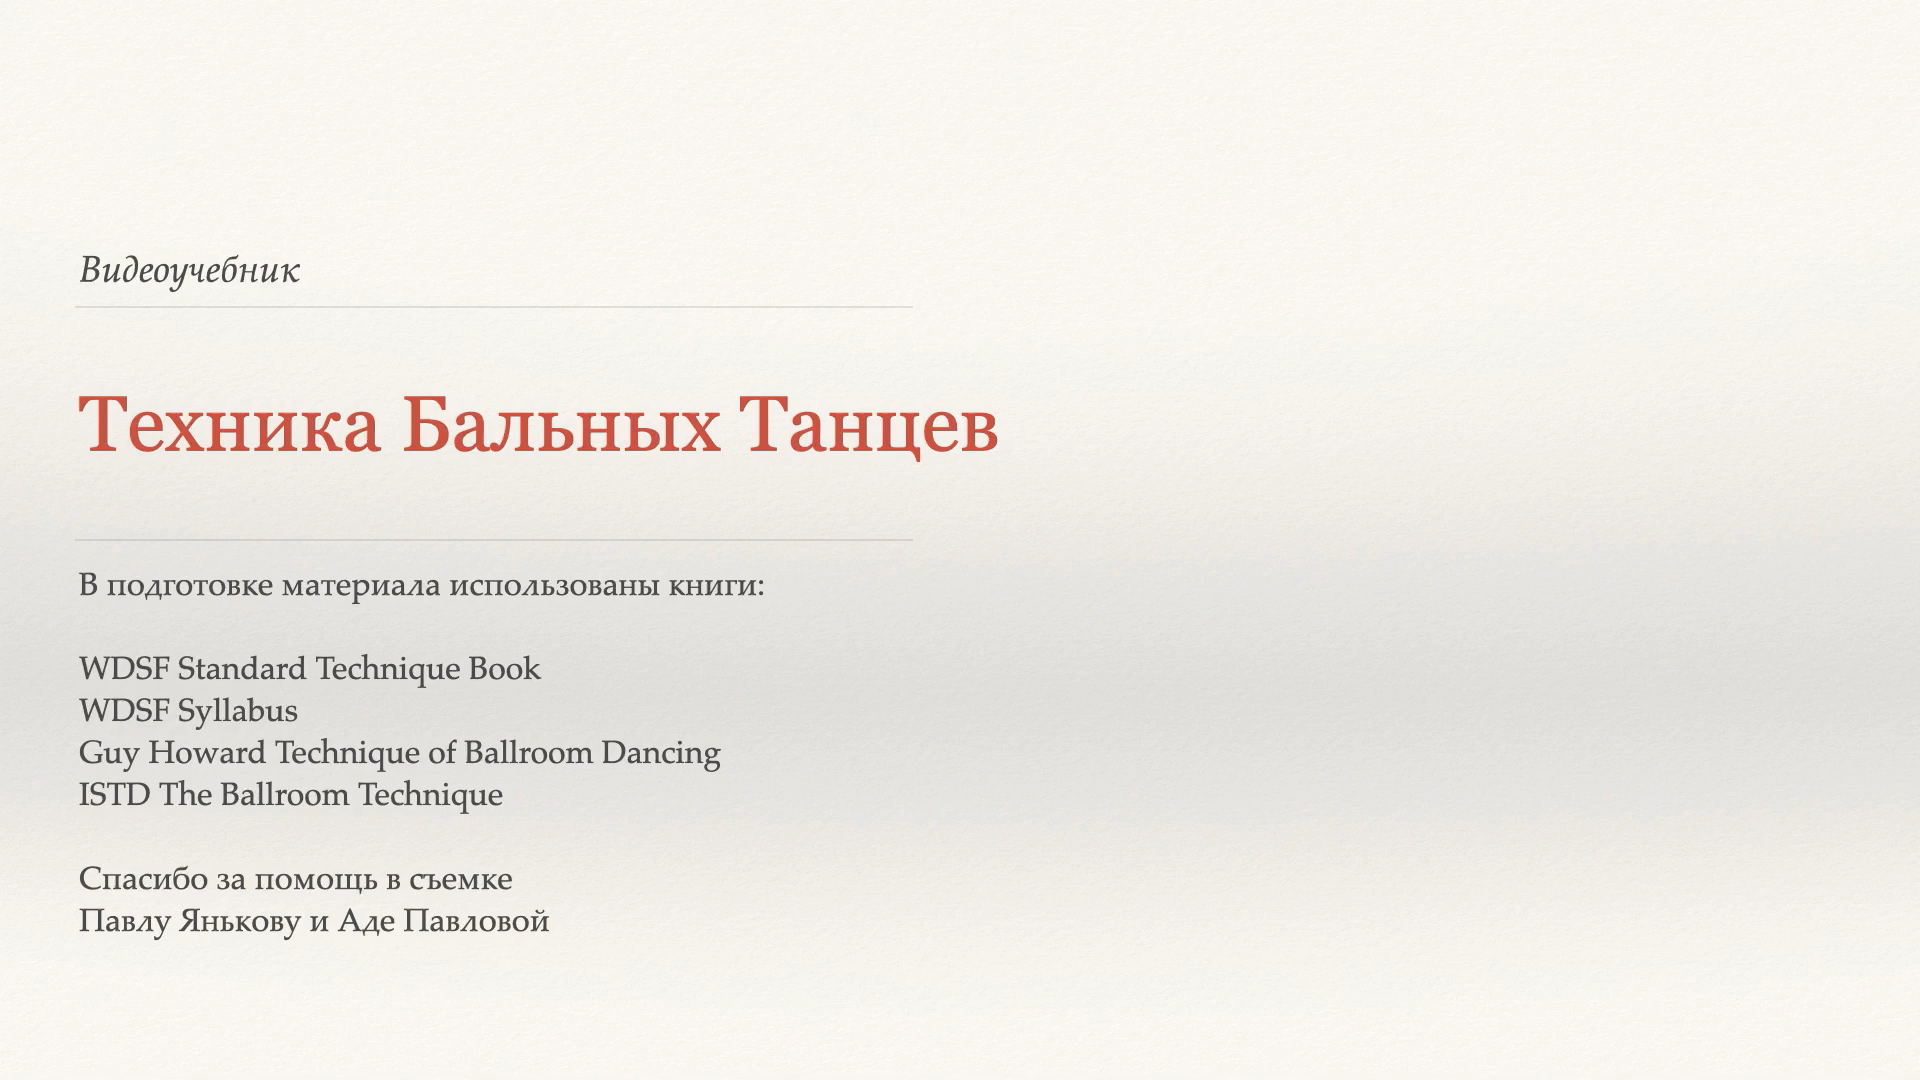 Видеоучебник
Техника Бальных Танцев
В подготовке материала использованы книги:
WDSF Standard Technique Book
WDSF Syllabus
Guy Howard Technique of Ballroom Dancing
ISTD The Ballroom Technique
Спасибо за помощь в съемке
Павлу Янькову и Аде Павловой